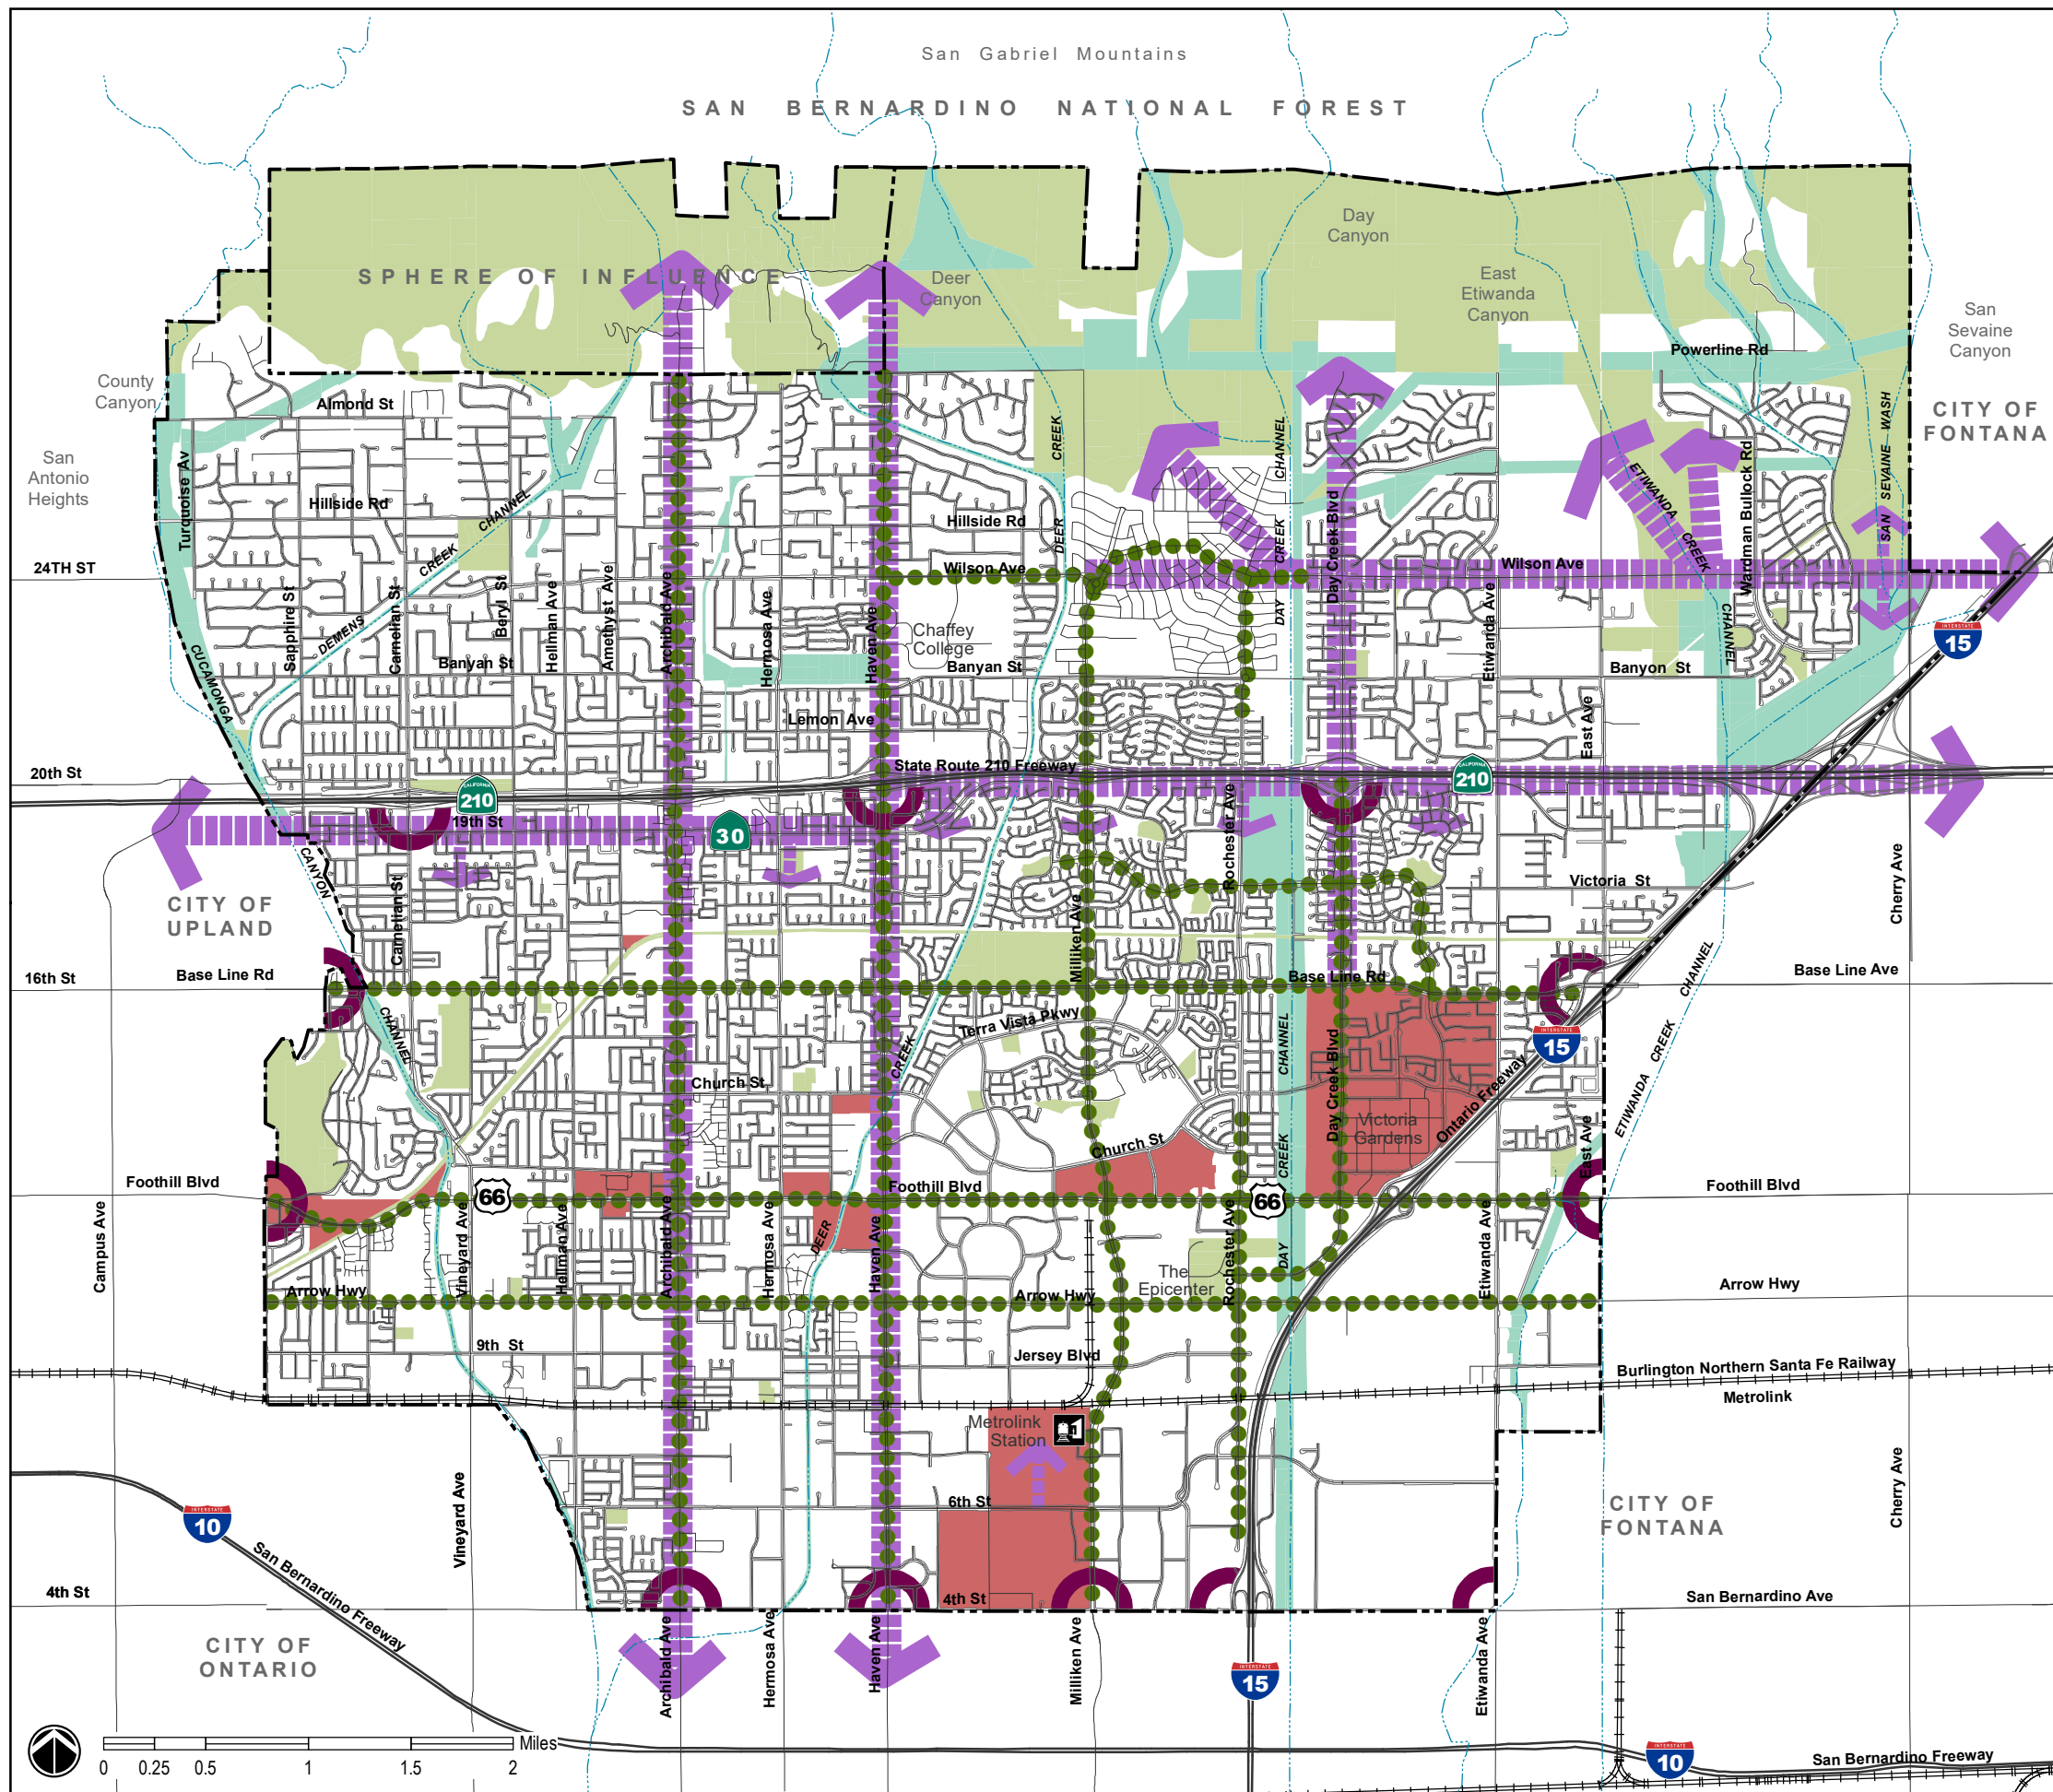 San Gabriel Mountains
SAN BERNARDINO NATIONAL FOREST
Day
Canyon
SPHERE OF INFLUENCE
Deer
Canyon
East
Etiwanda
Canyon
San
Sevaine
Canyon
Powerline Rd
County
Canyon
Almond St
CITY OF
FONTANA
San
Antonio
Heights
Turquoise Av
Hillside Rd
CHANNEL
CREEK
Hillside Rd
CREEK
DEER
CHANNEL
CREEK
DAY
Day Creek Blvd
ETIWANDA
CREEK
CHANNEL
Wardman Bullock Rd
SAN SEVAINE WASH
24TH ST
Wilson Ave
Wilson Ave
Sapphire St
DEMENS
Carnelian St
Beryl St
Hellman Ave
Amethyst Ave
Archibald Ave
Hermosa Ave
Haven Ave
Chaffey
College
Etiwanda Ave
INTERSTATE
15
Banyan St
Banyan St
Banyon St
CUCAMONGA
Lemon Ave
East Ave
20th St
State Route 210 Freeway
CALIFORNIA
210
CALIFORNIA
210
19th St
30
Rochester Ave
CANYON
Carnelian St
Victoria St
Cherry Ave
CITY OF
UPLAND
Milliken Ave
16th St
Base Line Rd
Base Line Rd
Base Line Ave
CHANNEL
CHANNEL
Terra Vista Pkwy
CHANNEL
INTERSTATE
15
CREEK
Church St
Day Creek Blvd
Victoria
Gardens
Ontario Freeway
ETIWANDA CREEK
Church St
CREEK
East Ave
Foothill Blvd
66
Foothill Blvd
66
Foothill Blvd
Campus Ave
Vineyard Ave
Hellman Ave
Archibald Ave
Hermosa Ave
DEER
Haven Ave
The
Epicenter
Rochester Ave
DAY
Etiwanda Ave
Arrow Hwy
Arrow Hwy
Arrow Hwy
9th St
Jersey Blvd
Burlington Northern Santa Fe Railway
Metrolink
Metrolink
Station
Vineyard Ave
6th St
Cherry Ave
CITY OF
FONTANA
INTERSTATE
10
San Bernardino Freeway
4th St
4th St
San Bernardino Ave
CITY OF
ONTARIO
Archibald Ave
Hermosa Ave
Haven Ave
Milliken Ave
INTERSTATE
15
Etiwanda Ave
Miles
0 0.25 0.5 1 1.5 2
INTERSTATE
10
San Bernardino Freeway